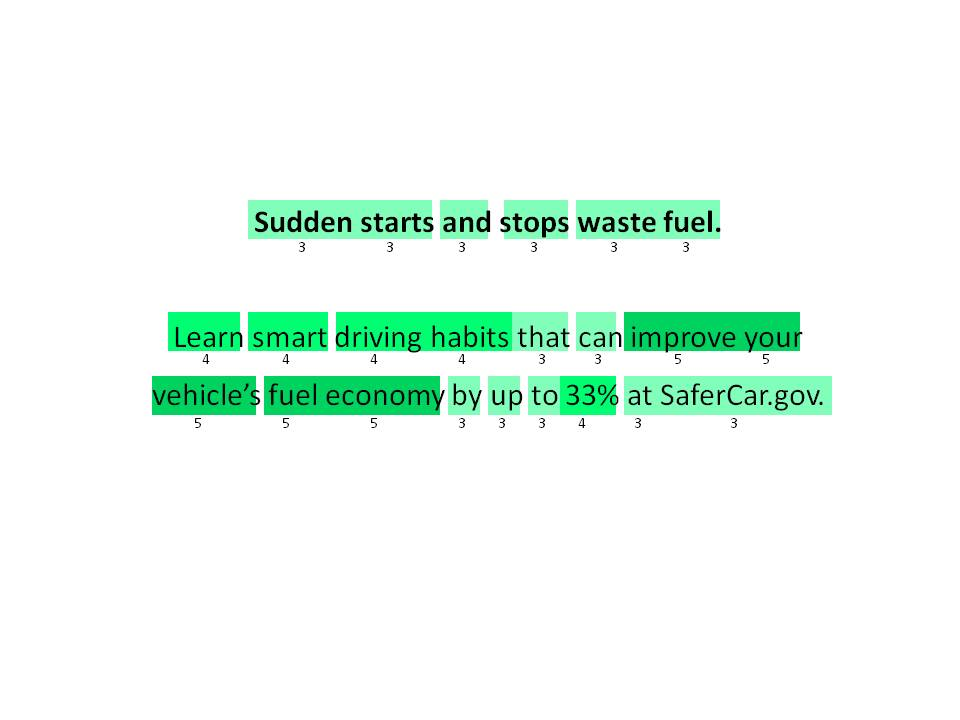 Sudden starts and stops waste fuel.
3 3 3 3 3 3
Learn smart driving habits that can improve your
4 4 4 4 3 3 5 5
vehicle’s fuel economy by up to 33% at SaferCar.gov.
5 5 5 3 3 3 4 3 3